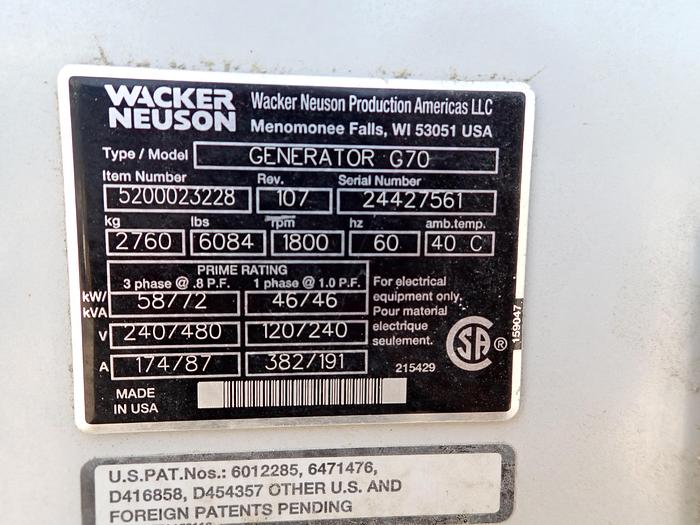 WACKER NEUSON
Wacker Neuson Production Americas LLC
Menomonee Falls, WI 53051 USA
Type / Model GENERATOR G70
Item Number Rev. Serial Number
5200023228 107 24427561
kg lbs rpm hz amb.temp.
2760 6084 1800 60 40 C
PRIME RATING
3 phase @ .8 P.F. 1 phase @ 1.0 P.F.
kW/kVA 58/72 46/46
V 240/480 120/240
A 174/87 382/191
For electrical
equipment only.
Pour material
electrique
seulement.
215429
SA ®
159047
MADE
IN USA
U.S.PAT.Nos.: 6012285, 6471476,
D416858, D454357 OTHER U.S. AND
FOREIGN PATENTS PENDING